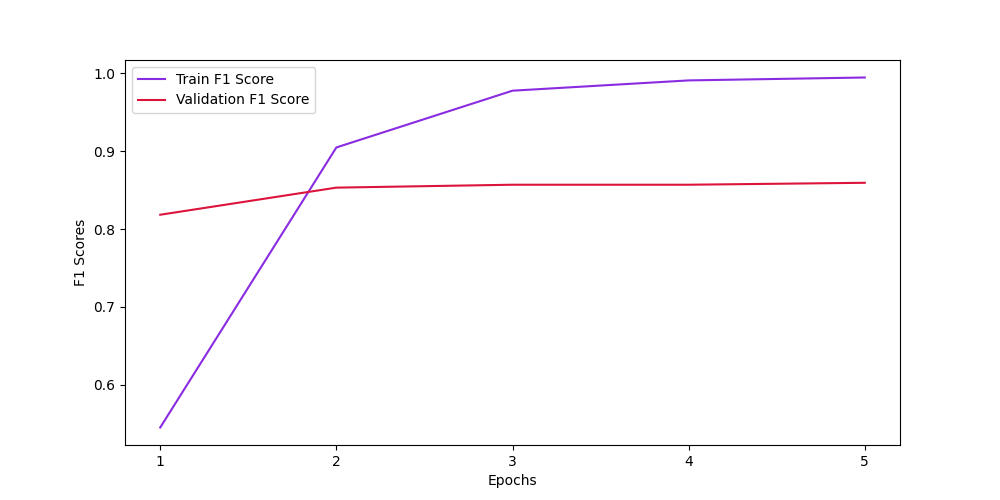 Train F1 Score
Validation F1 Score
1.0
0.9
0.8
0.7
0.6
F1 Scores
1 2 3 4 5
Epochs